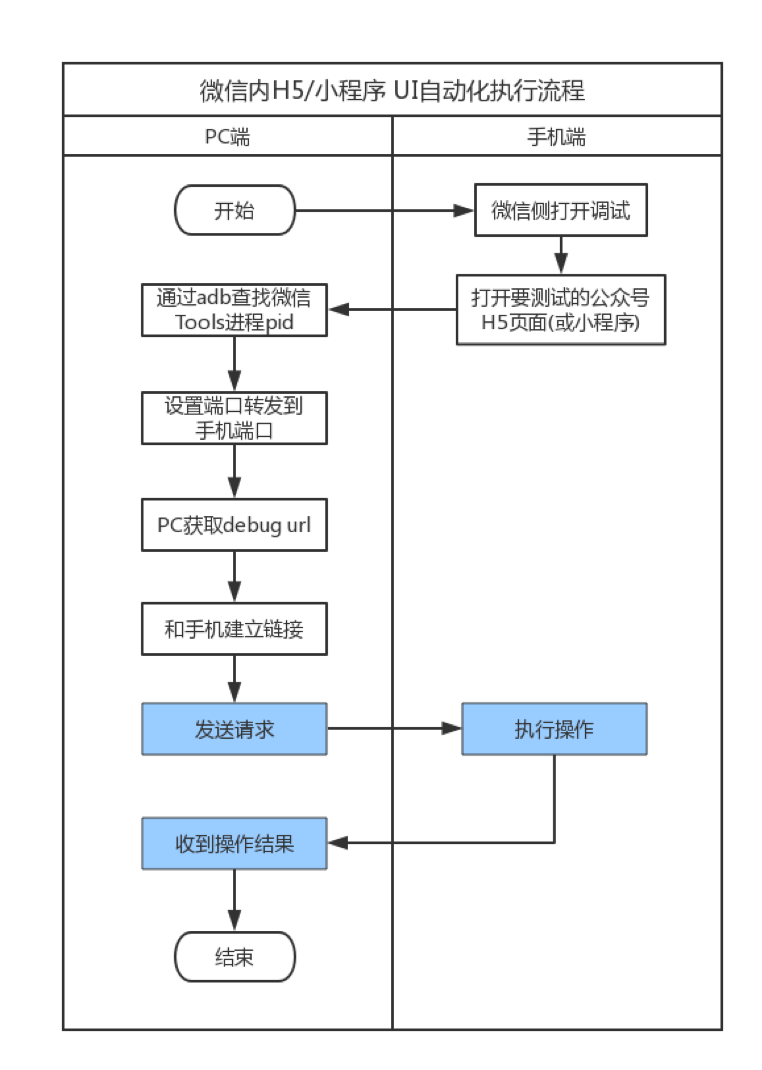 微信内H5/小程序 UI自动化执行流程
PC端
手机端
开始
微信侧打开调试
打开要测试的公众号
H5页面(或小程序)
通过adb查找微信
Tools进程pid
设置端口转发到
手机端口
PC获取debug url
和手机建立链接
发送请求
执行操作
收到操作结果
结束